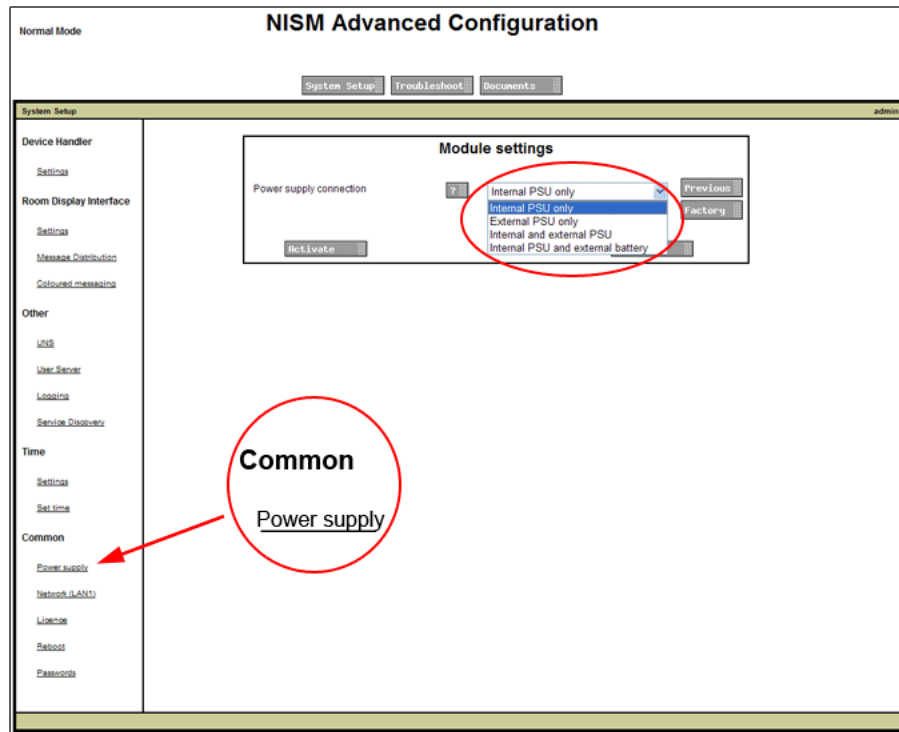 Normal Mode
NISM Advanced Configuration
System Setup Troubleshoot Documents
System Setup admin
Device Handler
Settings
Room Display Interface
Settings
Message Distribution
Coloured messaging
Other
UNS
User Server
Logging
Service Discovery
Time
Settings
Set time
Common
Power supply
Network (LAN1)
Licence
Reboot
Passwords
Module settings
Power supply connection ? Internal PSU only Previous
Internal PSU only
External PSU only
Internal and external PSU
Internal PSU and external battery
Factory
Activate
Common
Power supply